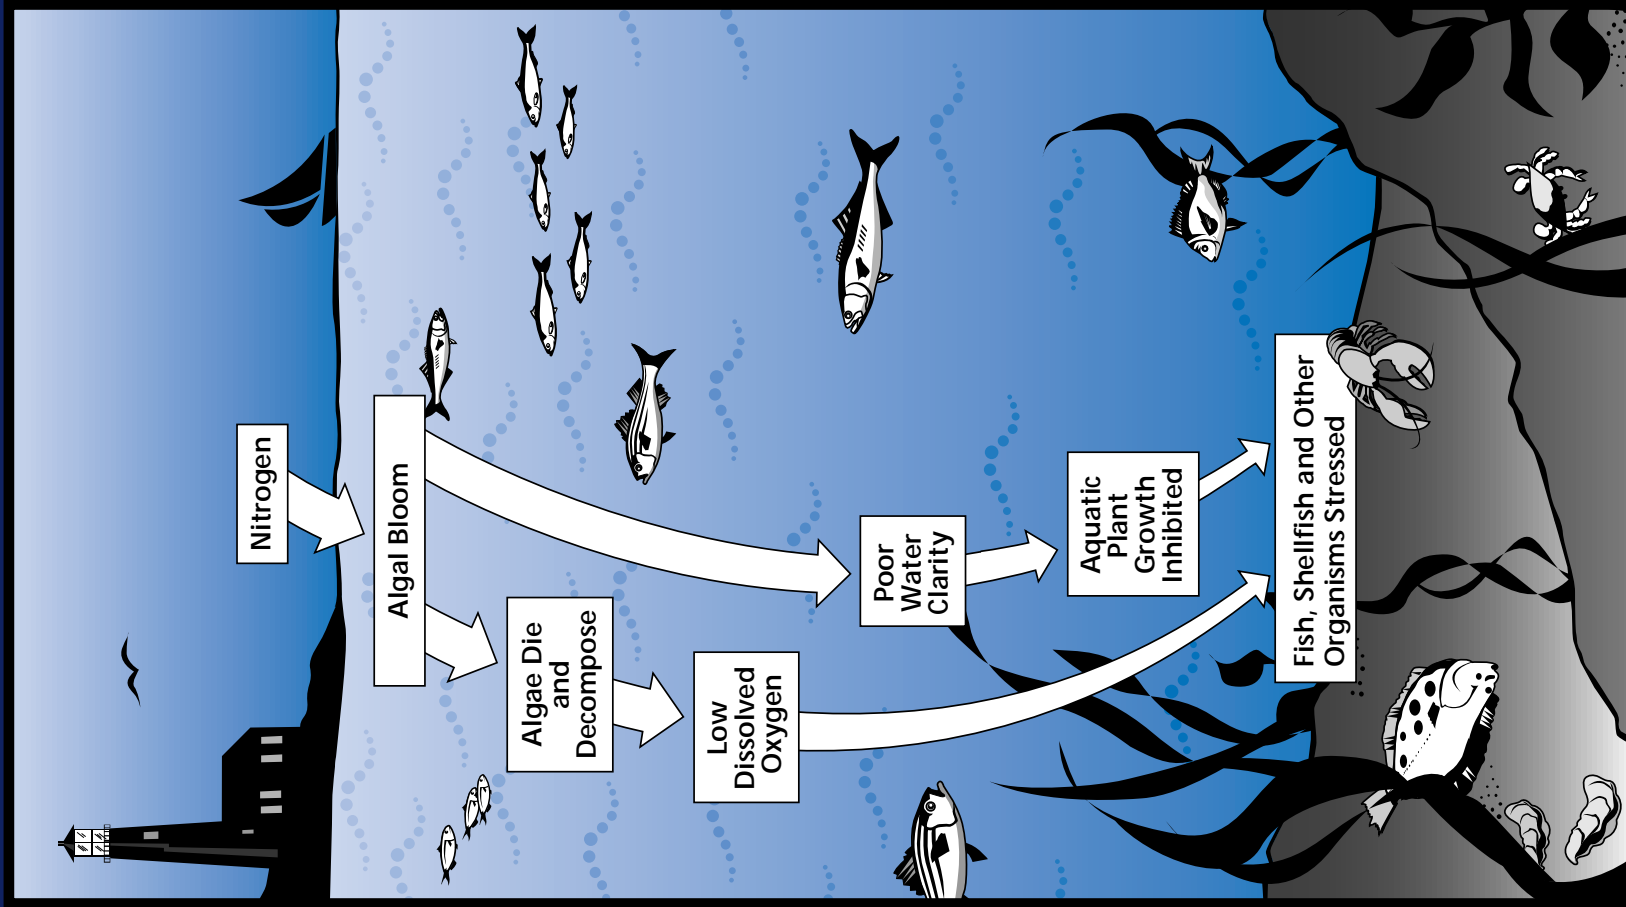 Nitrogen
Algal Bloom
Algae Die
and
Decompose
Low
Dissolved
Oxygen
Poor
Water
Clarity
Aquatic
Plant
Growth
Inhibited
Fish, Shellfish and Other
Organisms Stressed